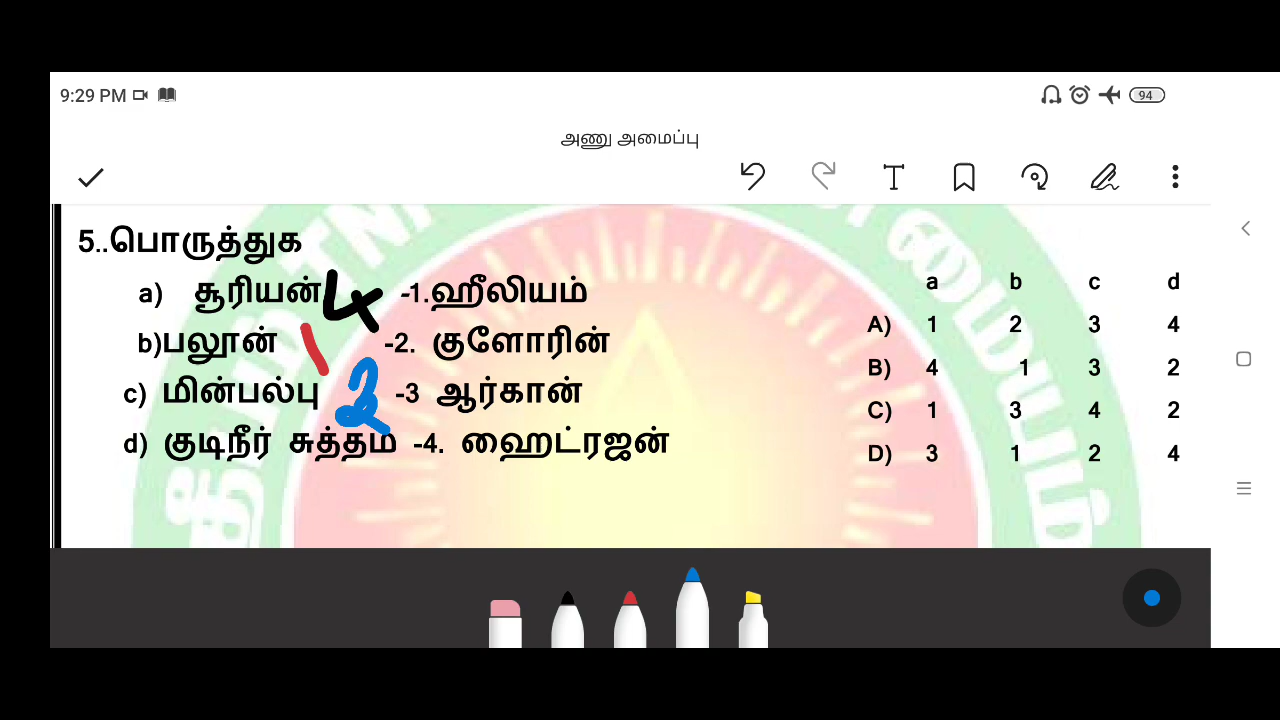 9:29 PM 94
அணு அமைப்பு
5..பொருத்துக
a b c d
a) சூரியன் 4 -1.ஹீலியம்
A) 1 2 3 4
b)பலூன் 1 -2. குளோரின்
B) 4 1 3 2
c) மின்பல்பு -3 ஆர்கான்
C) 1 3 4 2
d) குடிநீர் சுத்தம் -4. ஹைட்ரஜன்
D) 3 1 2 4